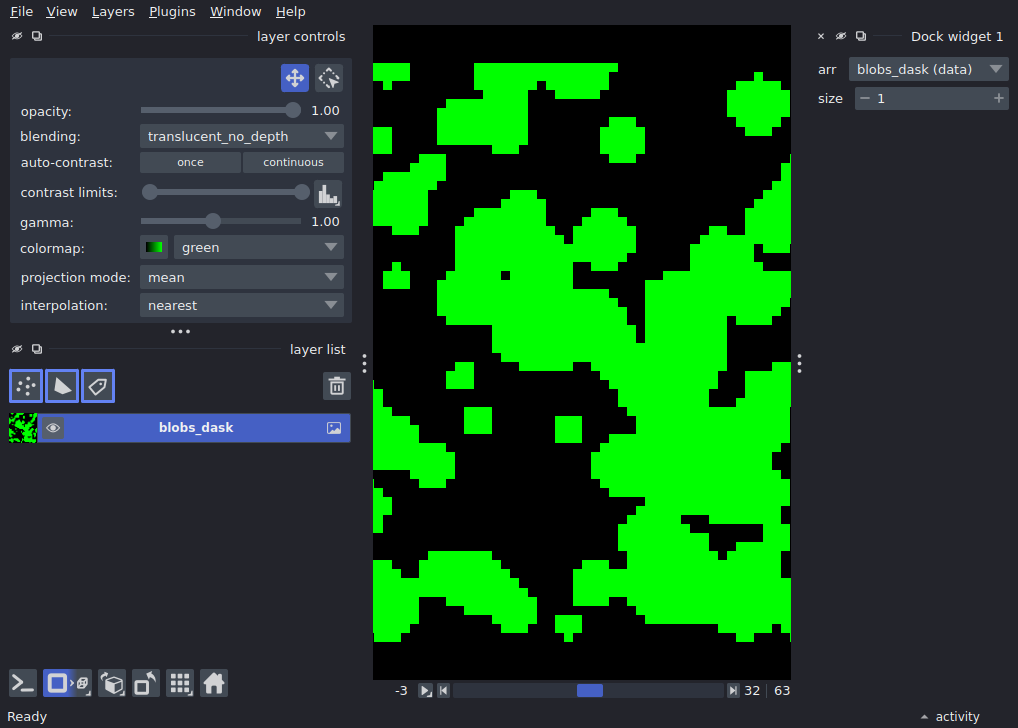 File View Layers Plugins Window Help
layer controls
opacity: 1.00
blending: translucent_no_depth
auto-contrast: once continuous
contrast limits:
gamma: 1.00
colormap: green
projection mode: mean
interpolation: nearest
layer list
blobs_dask
Ready
-3 32 63
Dock widget 1
arr blobs_dask (data)
size 1
activity